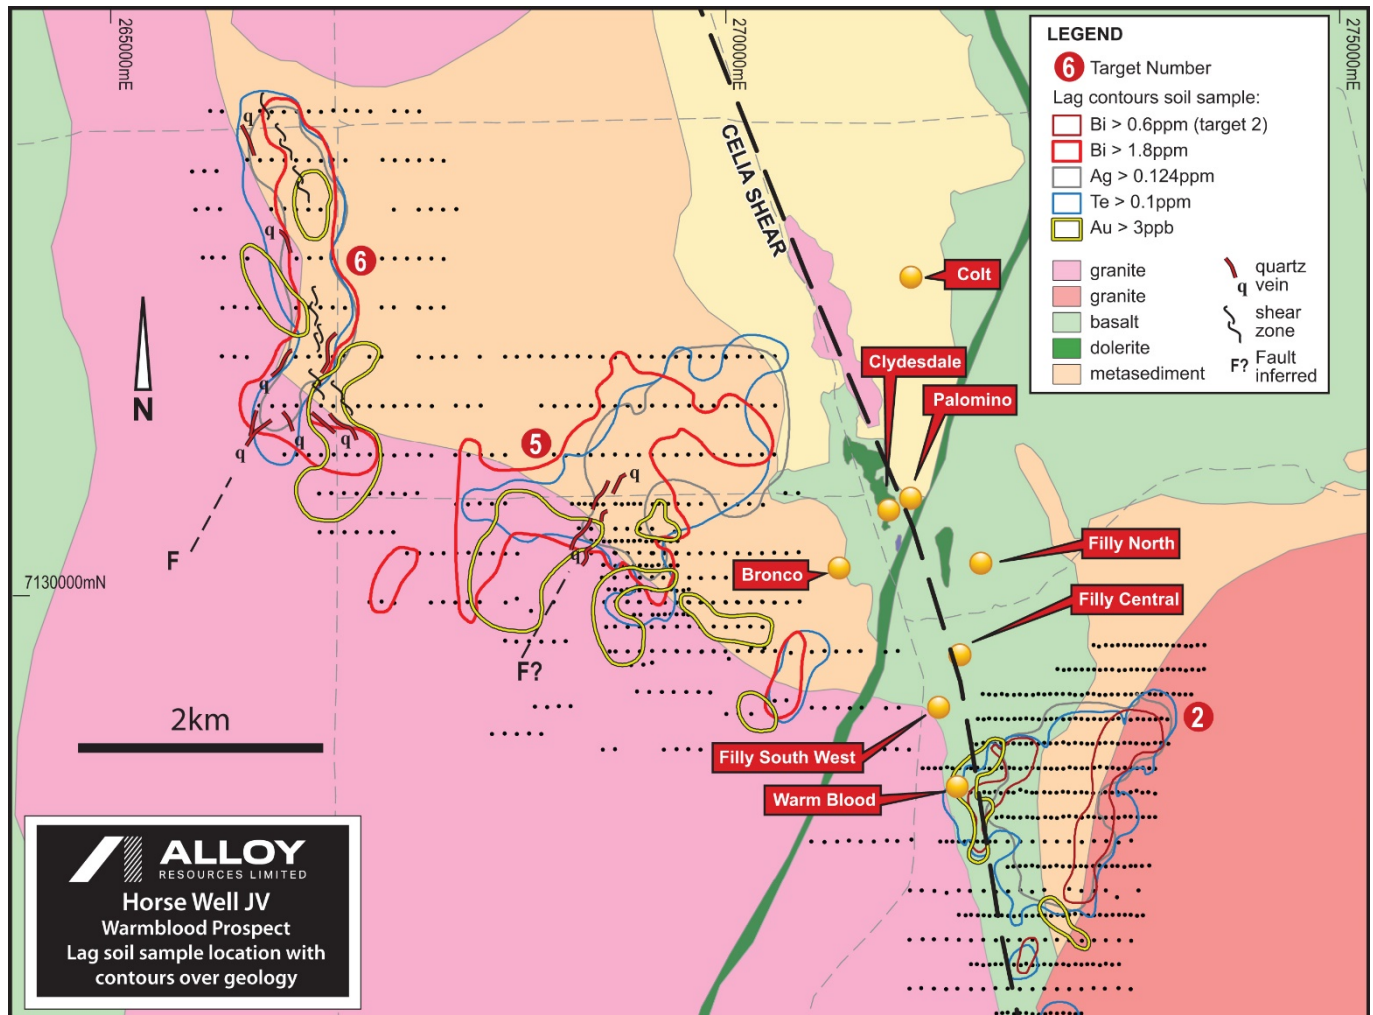 265000mE
270000mE
275000mE
LEGEND
6 Target Number
Lag contours soil sample:
Bi > 0.6ppm (target 2)
Bi > 1.8ppm
Ag > 0.124ppm
Te > 0.1ppm
Au > 3ppb
granite
granite
basalt
dolerite
metasediment
quartz
q vein
shear
zone
F? Fault
inferred
CELIA SHEAR
q
q
6
Colt
Clydesdale
Palomino
N
q
q
q
q
5
q
q
F
F?
7130000mN
Bronco
Filly North
Filly Central
2km
2
Filly South West
Warm Blood
ALLOY
RESOURCES LIMITED
Horse Well JV
Warmblood Prospect
Lag soil sample location with
contours over geology